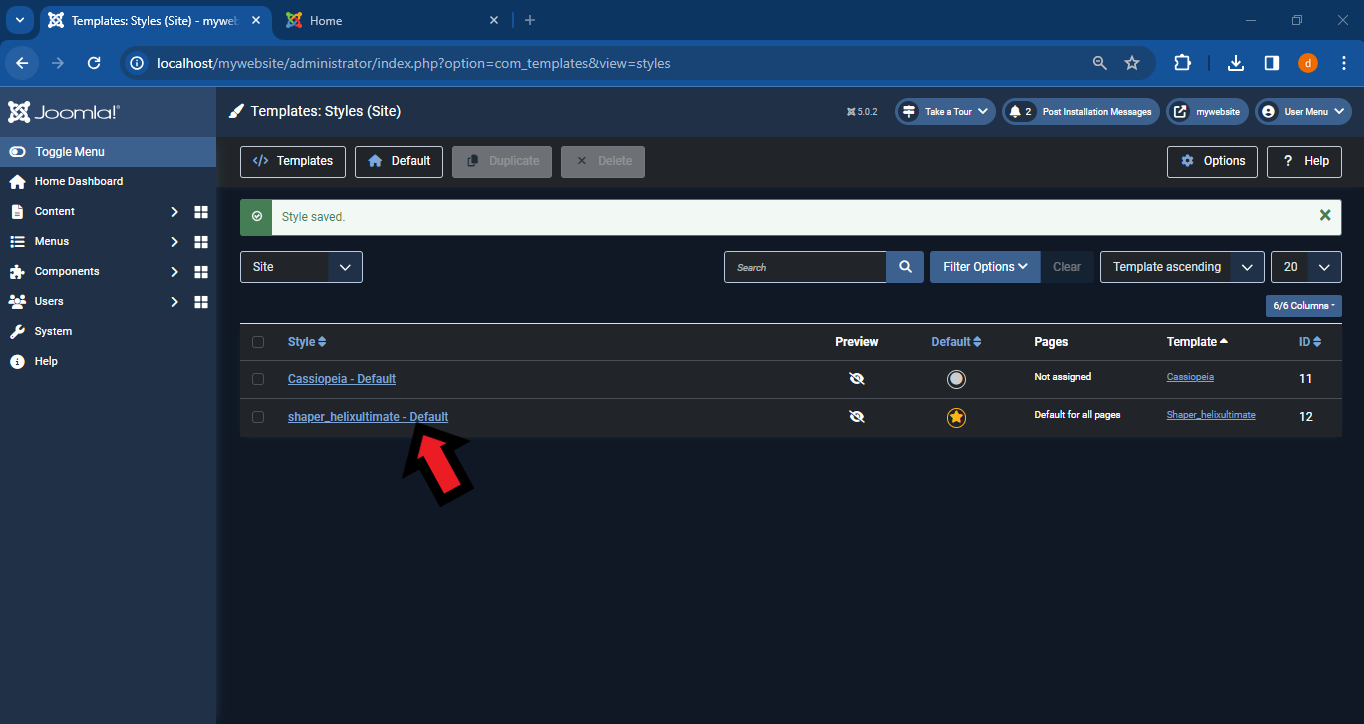 Templates: Styles (Site) - myweb
Home
localhost/mywebsite/administrator/index.php?option=com_templates&view=styles
d
Joomla!®
Templates: Styles (Site)
5.0.2
Take a Tour
2
Post Installation Messages
mywebsite
User Menu
Toggle Menu
Home Dashboard
Content
Menus
Components
Users
System
Help
</> Templates
Default
Duplicate
Delete
Options
? Help
Style saved.
Site
Search
Filter Options
Clear
Template ascending
20
6/6 Columns
Style
Preview
Default
Pages
Template
ID
Cassiopeia - Default
Not assigned
Cassiopeia
11
shaper_helixultimate - Default
Default for all pages
Shaper_helixultimate
12